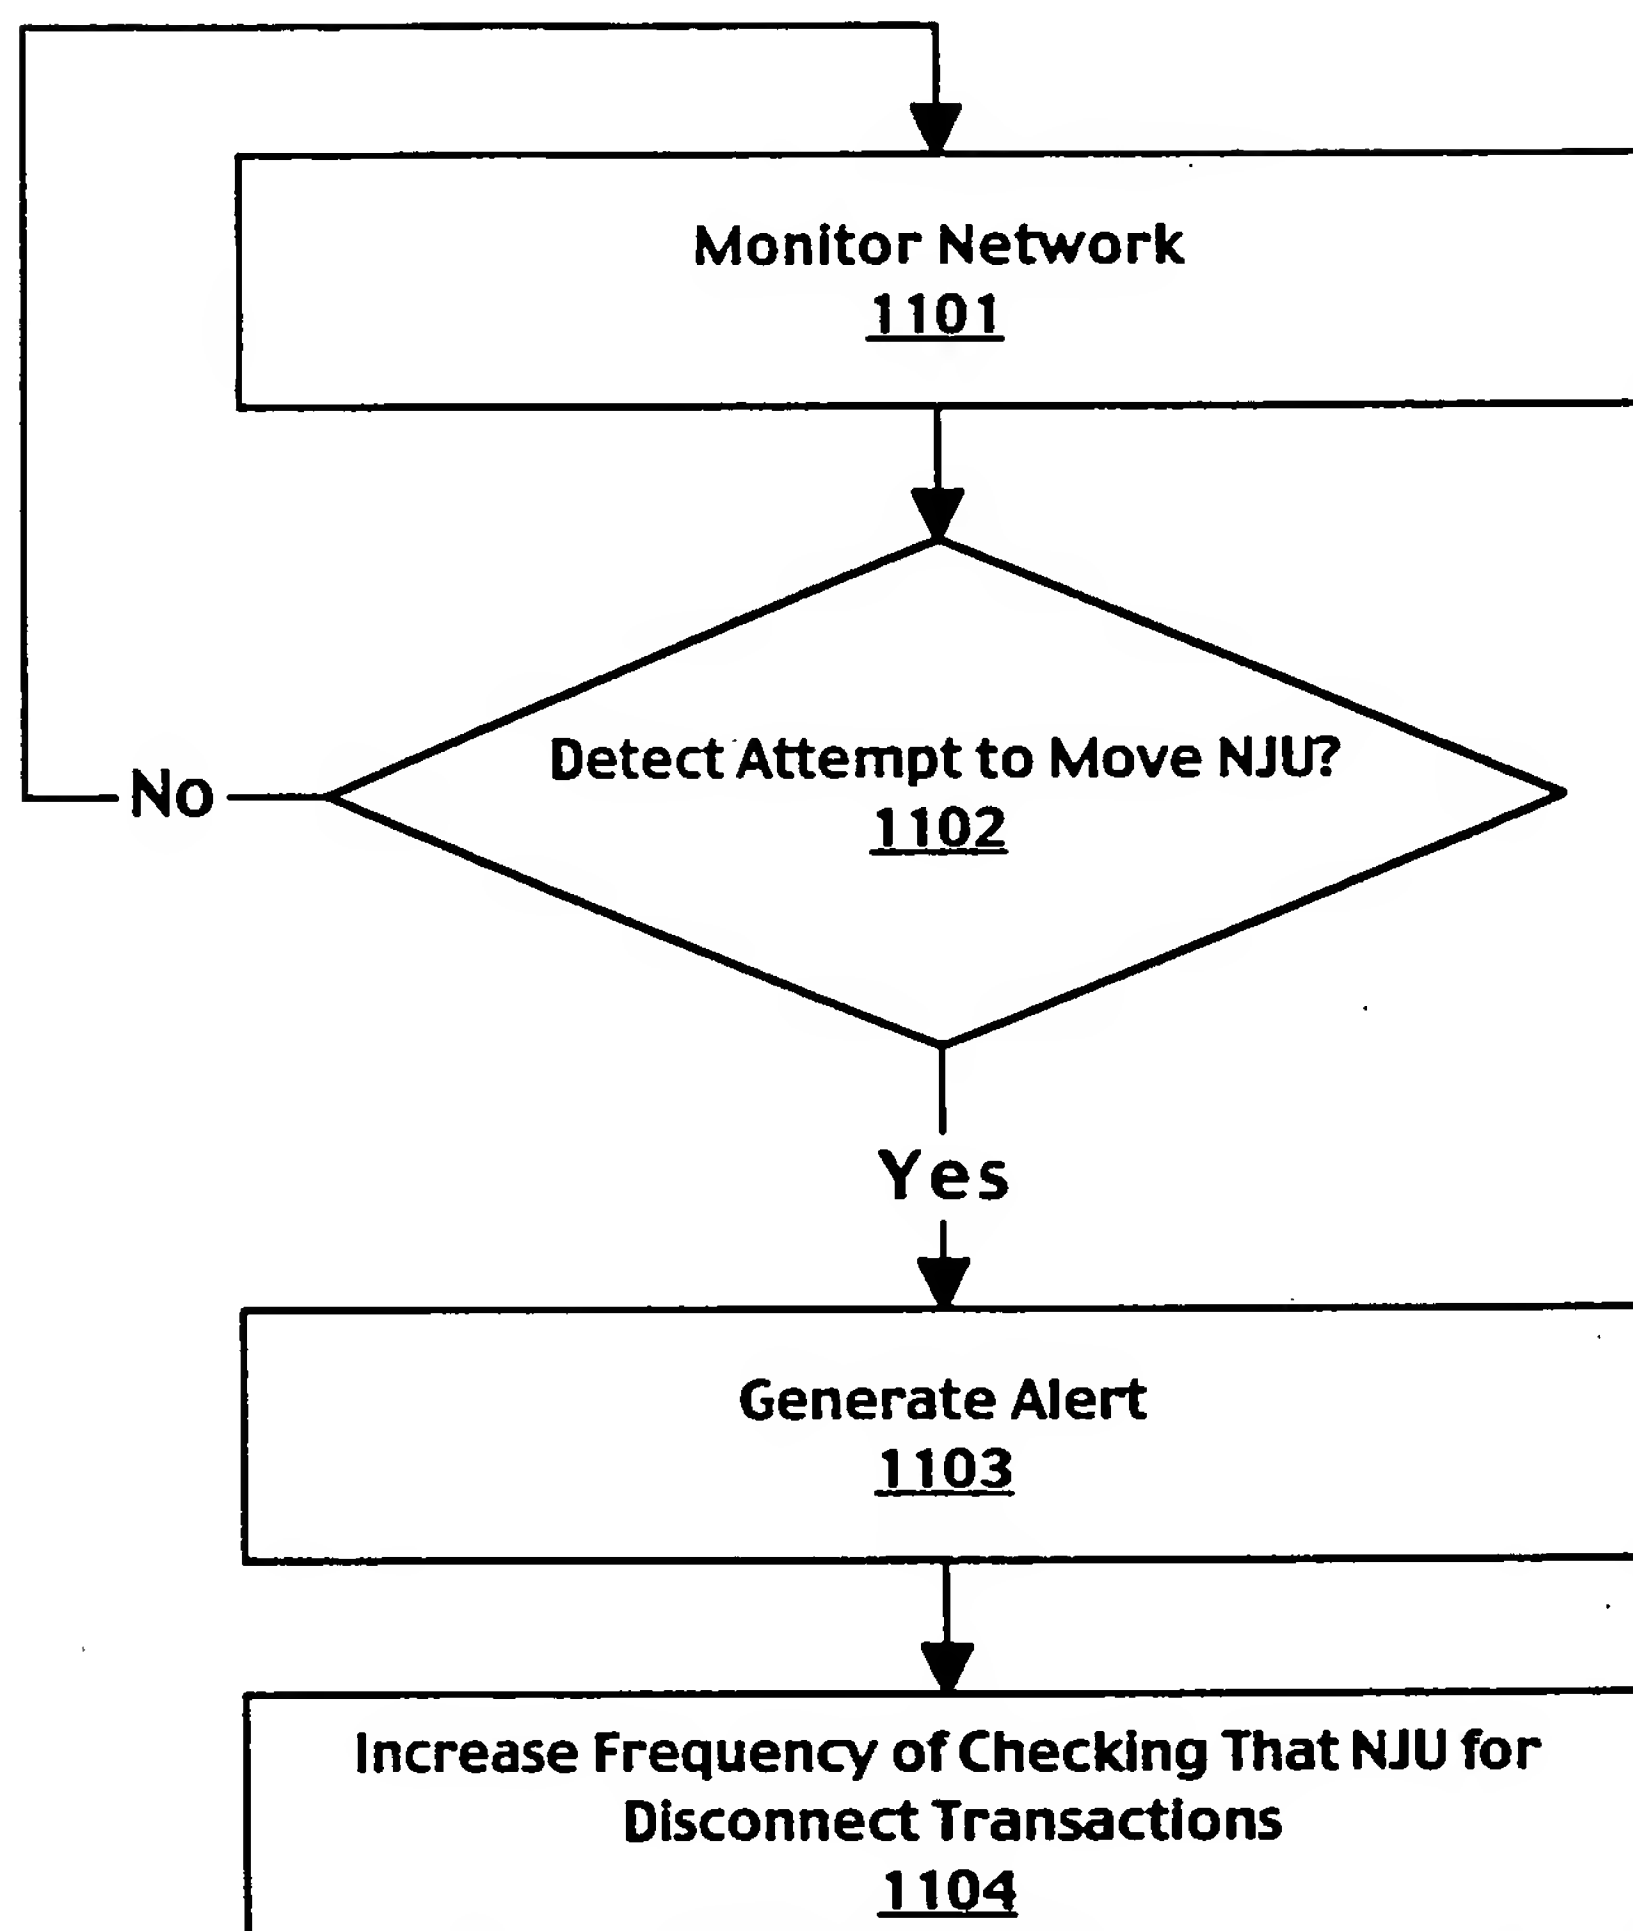 Monitor Network
1101
Detect Attempt to Move NJU?
1102
No
Yes
Generate Alert
1103
Increase Frequency of Checking That NJU for
Disconnect Transactions
1104